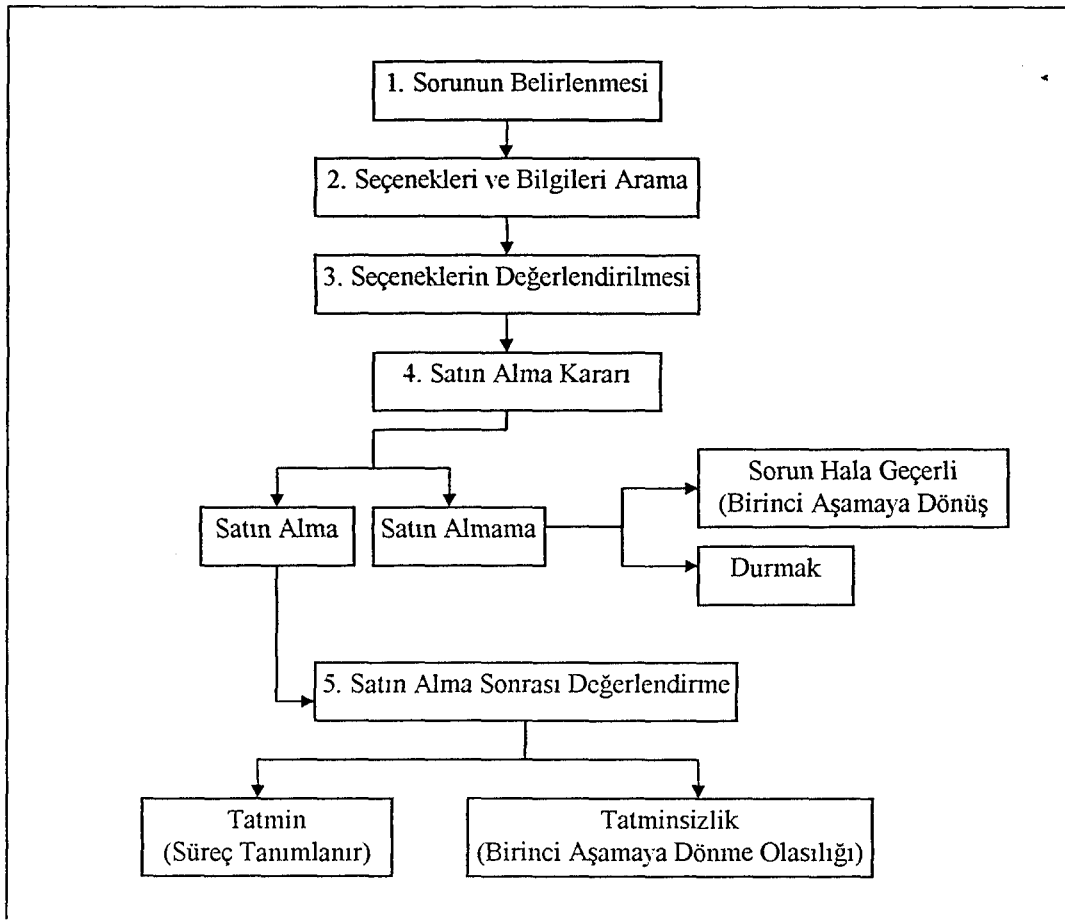 1. Sorunun Belirlenmesi
2. Seçenekleri ve Bilgileri Arama
3. Seçeneklerin Değerlendirilmesi
4. Satın Alma Kararı
Satın Alma
Satın Almama
Sorun Hala Geçerli
(Birinci Aşamaya Dönüş
Durmak
5. Satın Alma Sonrası Değerlendirme
Tatmin
(Süreç Tanımlanır)
Tatminsizlik
(Birinci Aşamaya Dönme Olasılığı)